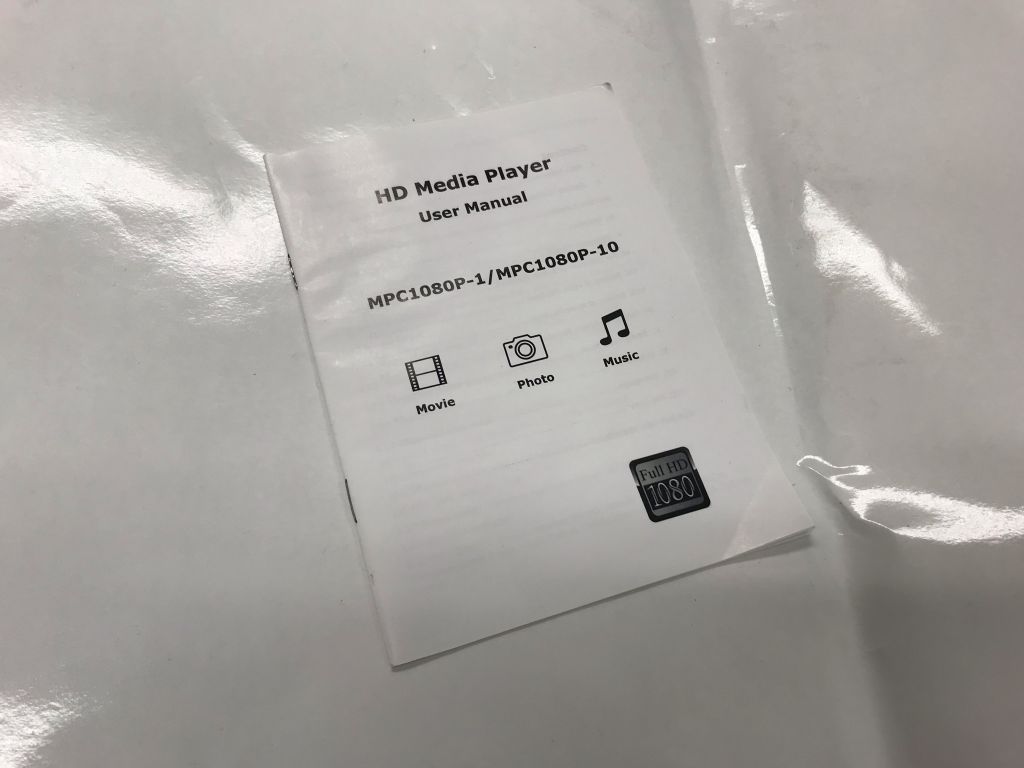 HD Media Player
User Manual
MPC1080P-1/MPC1080P-10
Movie
Photo
Music
Full HD
1080